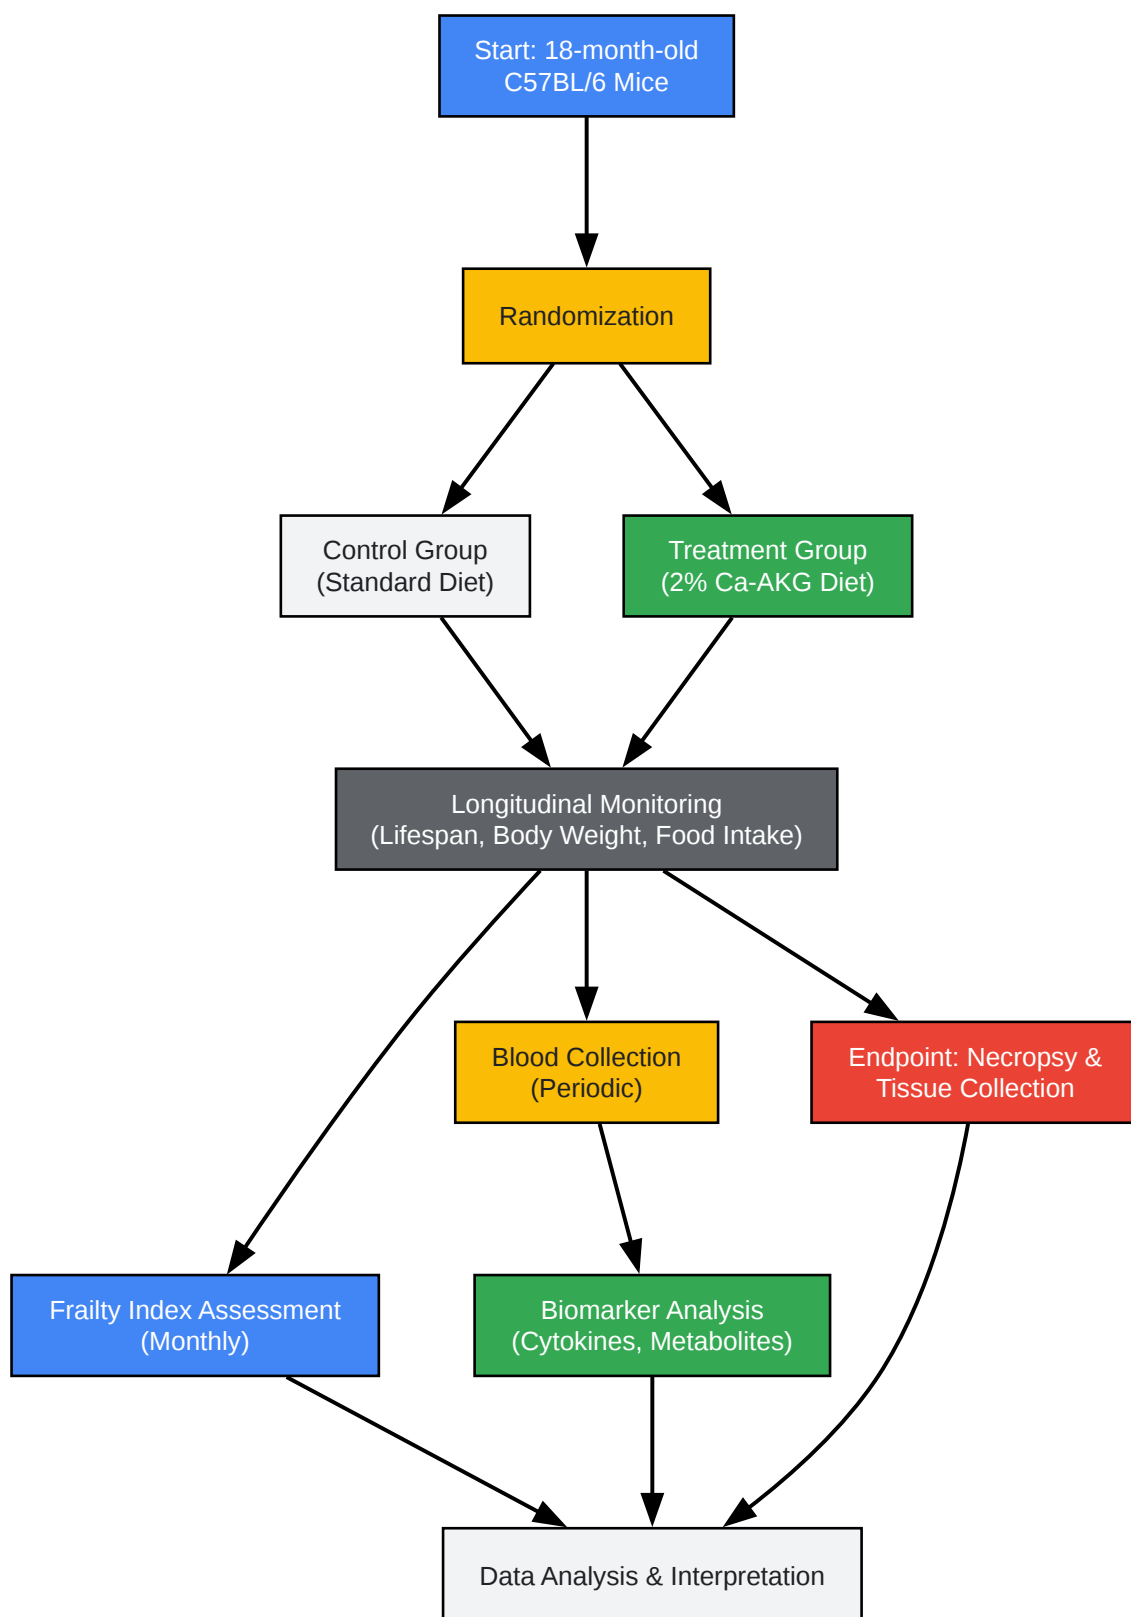 Start: 18-month-old
C57BL/6 Mice
Randomization
Control Group
(Standard Diet)
Treatment Group
(2% Ca-AKG Diet)
Longitudinal Monitoring
(Lifespan, Body Weight, Food Intake)
Blood Collection
(Periodic)
Endpoint: Necropsy &
Tissue Collection
Frailty Index Assessment
(Monthly)
Biomarker Analysis
(Cytokines, Metabolites)
Data Analysis & Interpretation